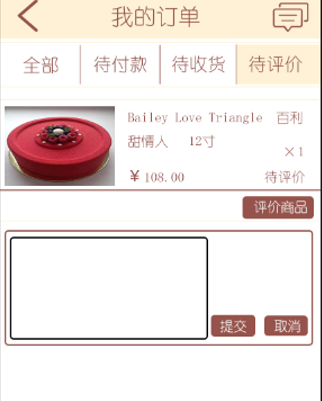 我的订单
全部 待付款 待收货 待评价
Bailey Love Triangle 百利
甜情人 12寸
×1
¥108.00 待评价
评价商品
提交 取消